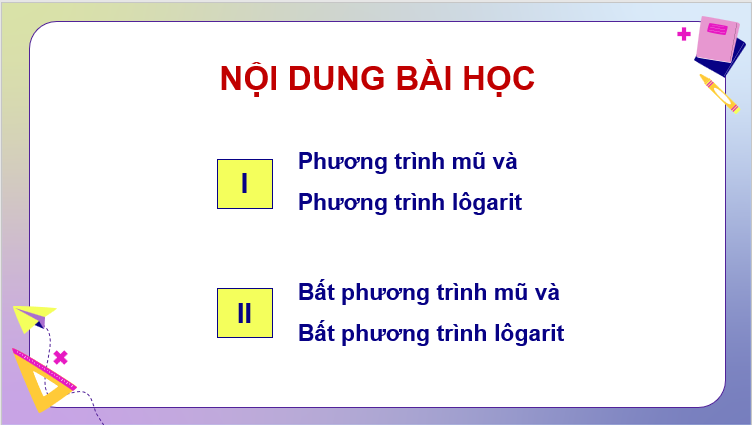 NỘI DUNG BÀI HỌC
I
Phương trình mũ và
Phương trình lôgarit
II
Bất phương trình mũ và
Bất phương trình lôgarit